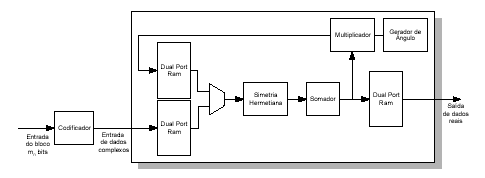 Multiplicador
Gerador de
Angulo
Dual Port
Ram
Simetria
Hermetiana
Somador
Dual Port
Ram
Dual Port
Ram
Codificador
Entrada
do bloco
m, bits
Entrada
de dados
complexos
Saída
de dados
reais